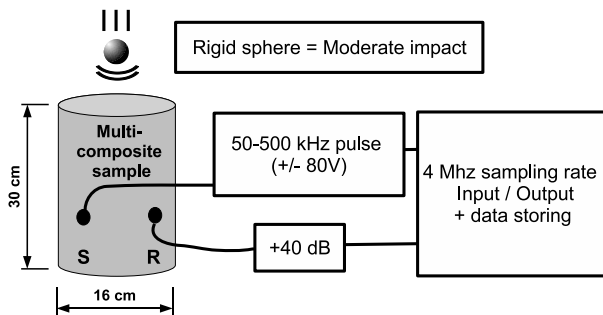 Rigid sphere = Moderate impact
Multi-
composite
sample
30 cm
S
R
16 cm
50-500 kHz pulse
(+/- 80V)
+40 dB
4 Mhz sampling rate
Input / Output
+ data storing